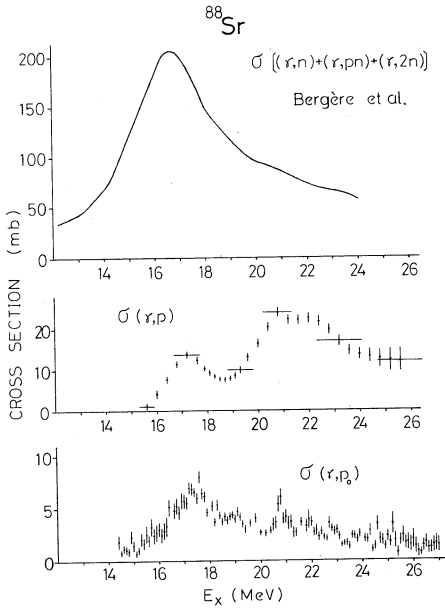 ⁸⁸Sr
σ [(γ,n)+(γ,pn)+(γ,2n)]
Bergère et al.
200
150
100
50
0
14 16 18 20 22 24 26
σ (γ,p)
20
10
0
14 16 18 20 22 24 26
σ (γ,p₀)
10
5
0
14 16 18 20 22 24 26
CROSS SECTION (mb)
Eₓ (MeV)